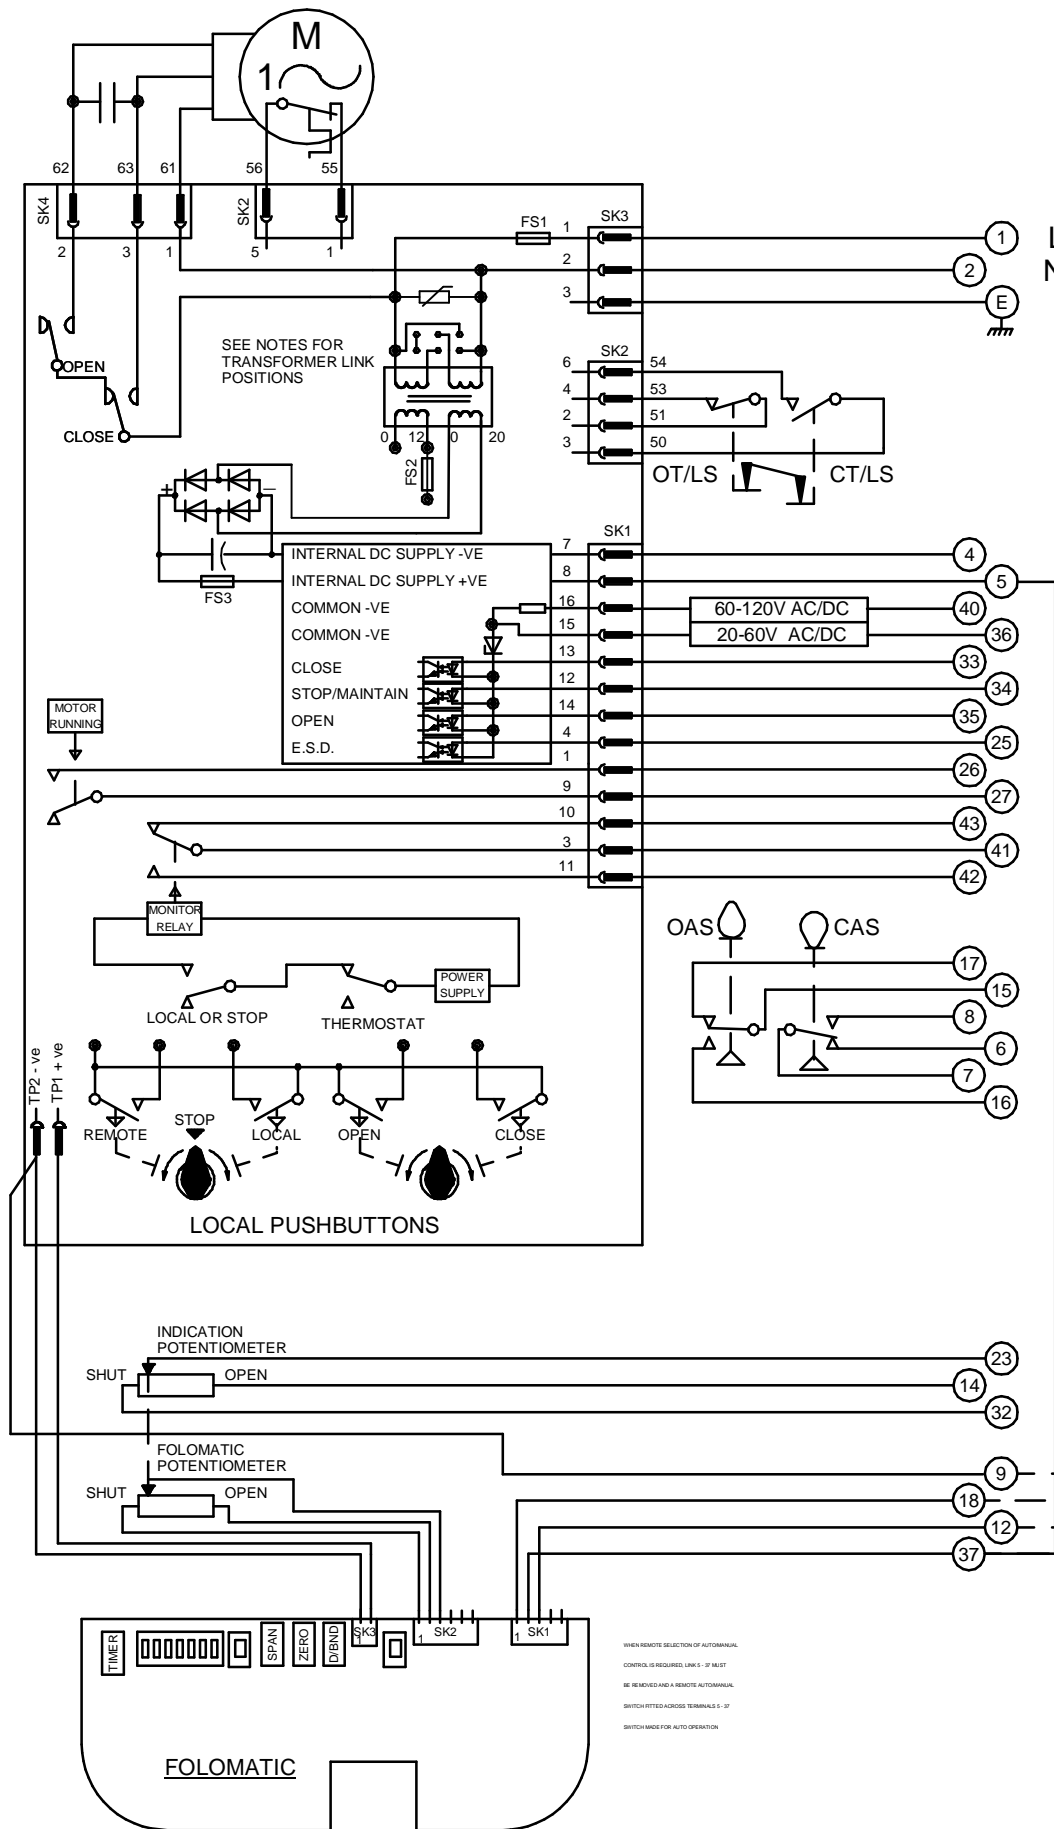 M
1
62 63 61 56 55
SK4
SK2
2 3 1 5 1
FS1
SK3
1
1
L
2
2
N
3
E
SEE NOTES FOR
TRANSFORMER LINK
POSITIONS
OPEN
CLOSE
SK2
6 54
4 53
2 51
3 50
OT/LS
CT/LS
0 12 0 20
FS2
+
–
FS3
SK1
INTERNAL DC SUPPLY -VE 7 4
INTERNAL DC SUPPLY +VE 8 5
COMMON -VE 16 60-120V AC/DC 40
COMMON -VE 15 20-60V AC/DC 36
CLOSE 13 33
STOP/MAINTAIN 12 34
OPEN 14 35
E.S.D. 4 25
MOTOR
RUNNING
1 26
9 27
10 43
3 41
11 42
MONITOR
RELAY
POWER
SUPPLY
LOCAL OR STOP
THERMOSTAT
OAS
CAS
17
15
8
6
7
16
TP2 - ve
TP1 + ve
REMOTE
STOP
LOCAL
OPEN
CLOSE
LOCAL PUSHBUTTONS
INDICATION
POTENTIOMETER
SHUT
OPEN
23
14
32
FOLOMATIC
POTENTIOMETER
SHUT
OPEN
9
18
12
37
TIMER
SPAN
ZERO
D/BND
SK3
1
SK2
1
SK1
1
FOLOMATIC
WHEN REMOTE SELECTION OF AUTO/MANUAL
CONTROL IS REQUIRED, LINK 5 - 37 MUST
BE REMOVED AND A REMOTE AUTO/MANUAL
SWITCH FITTED ACROSS TERMINALS 5 - 37
SWITCH MADE FOR AUTO OPERATION